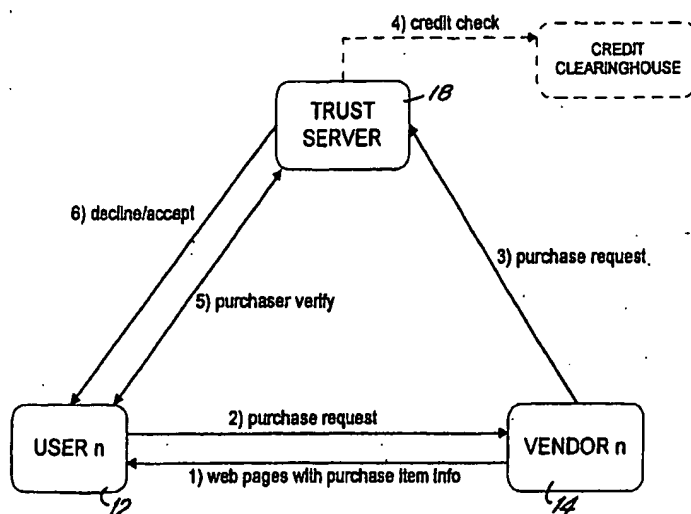 4) credit check
CREDIT
CLEARINGHOUSE
18
TRUST
SERVER
6) decline/accept
3) purchase request
5) purchaser verify
2) purchase request
USER n
VENDOR n
1) web pages with purchase item info
12
14